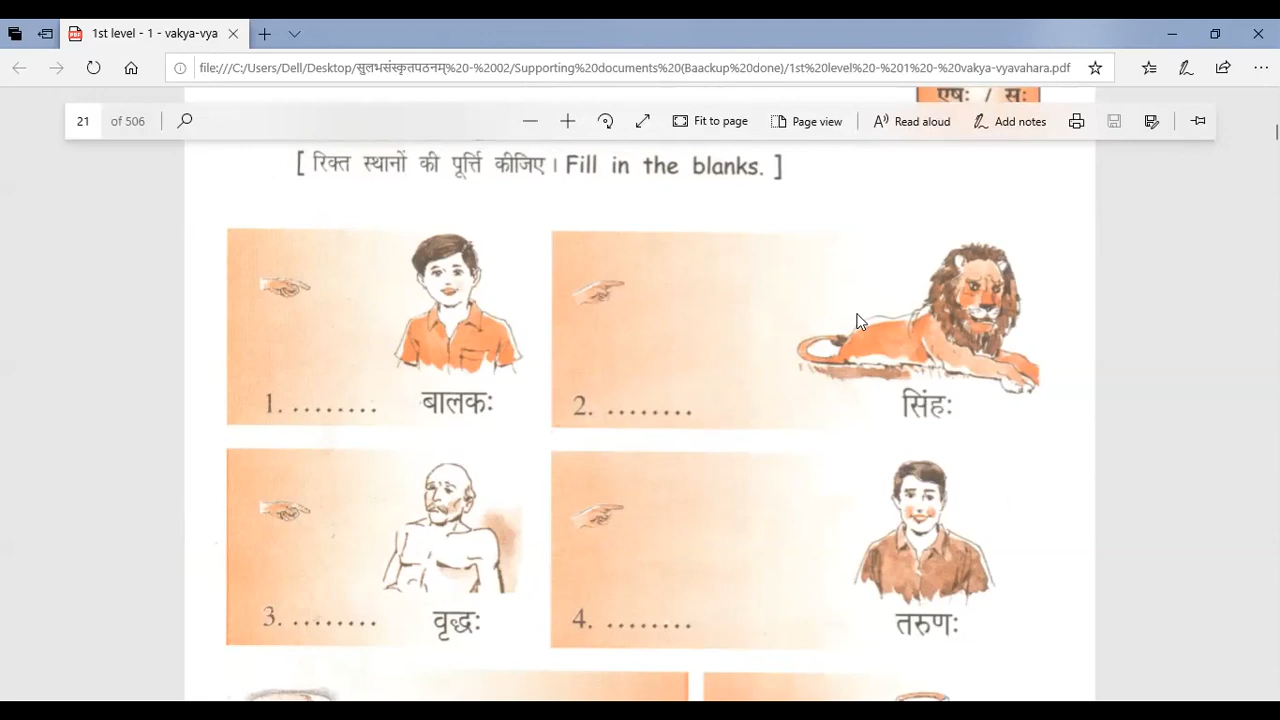 1st level - 1 - vakya-vya
file:///C:/Users/Dell/Desktop/सुलभसंस्कृतपठनम्%20-%2002/Supporting%20documents%20(Baackup%20done)/1st%20level%20-%201%20-%20vakya-vyavahara.pdf
एषः / सः
21 of 506 Fit to page Page view Read aloud Add notes
[ रिक्त स्थानों की पूर्त्ति कीजिए। Fill in the blanks. ]
1. ........ बालकः
2. ........ सिंहः
3. ........ वृद्धः
4. ........ तरुणः